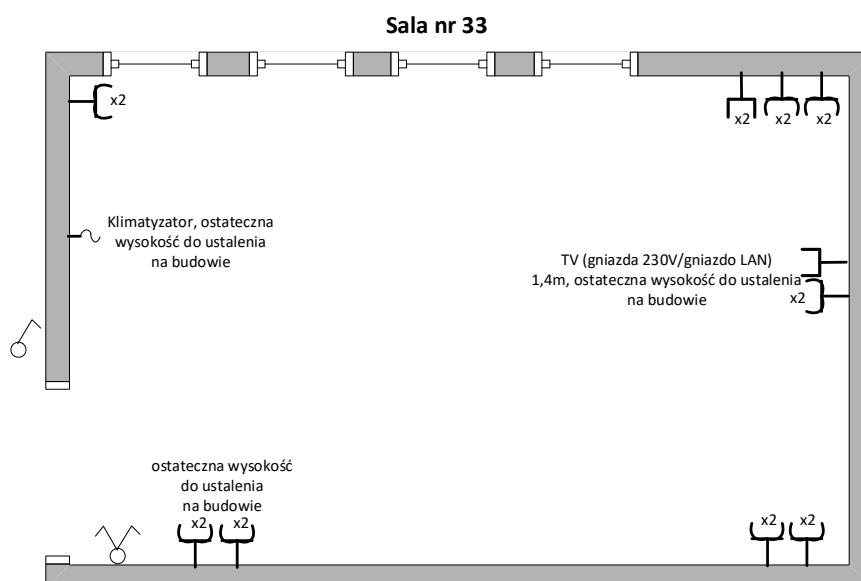 Sala nr 33
x2
x2
x2
x2
Klimatyzator, ostateczna
wysokość do ustalenia
na budowie
TV (gniazda 230V/gniazdo LAN)
1,4m, ostateczna wysokość do ustalenia
na budowie
x2
ostateczna wysokość
do ustalenia
na budowie
x2
x2
x2
x2